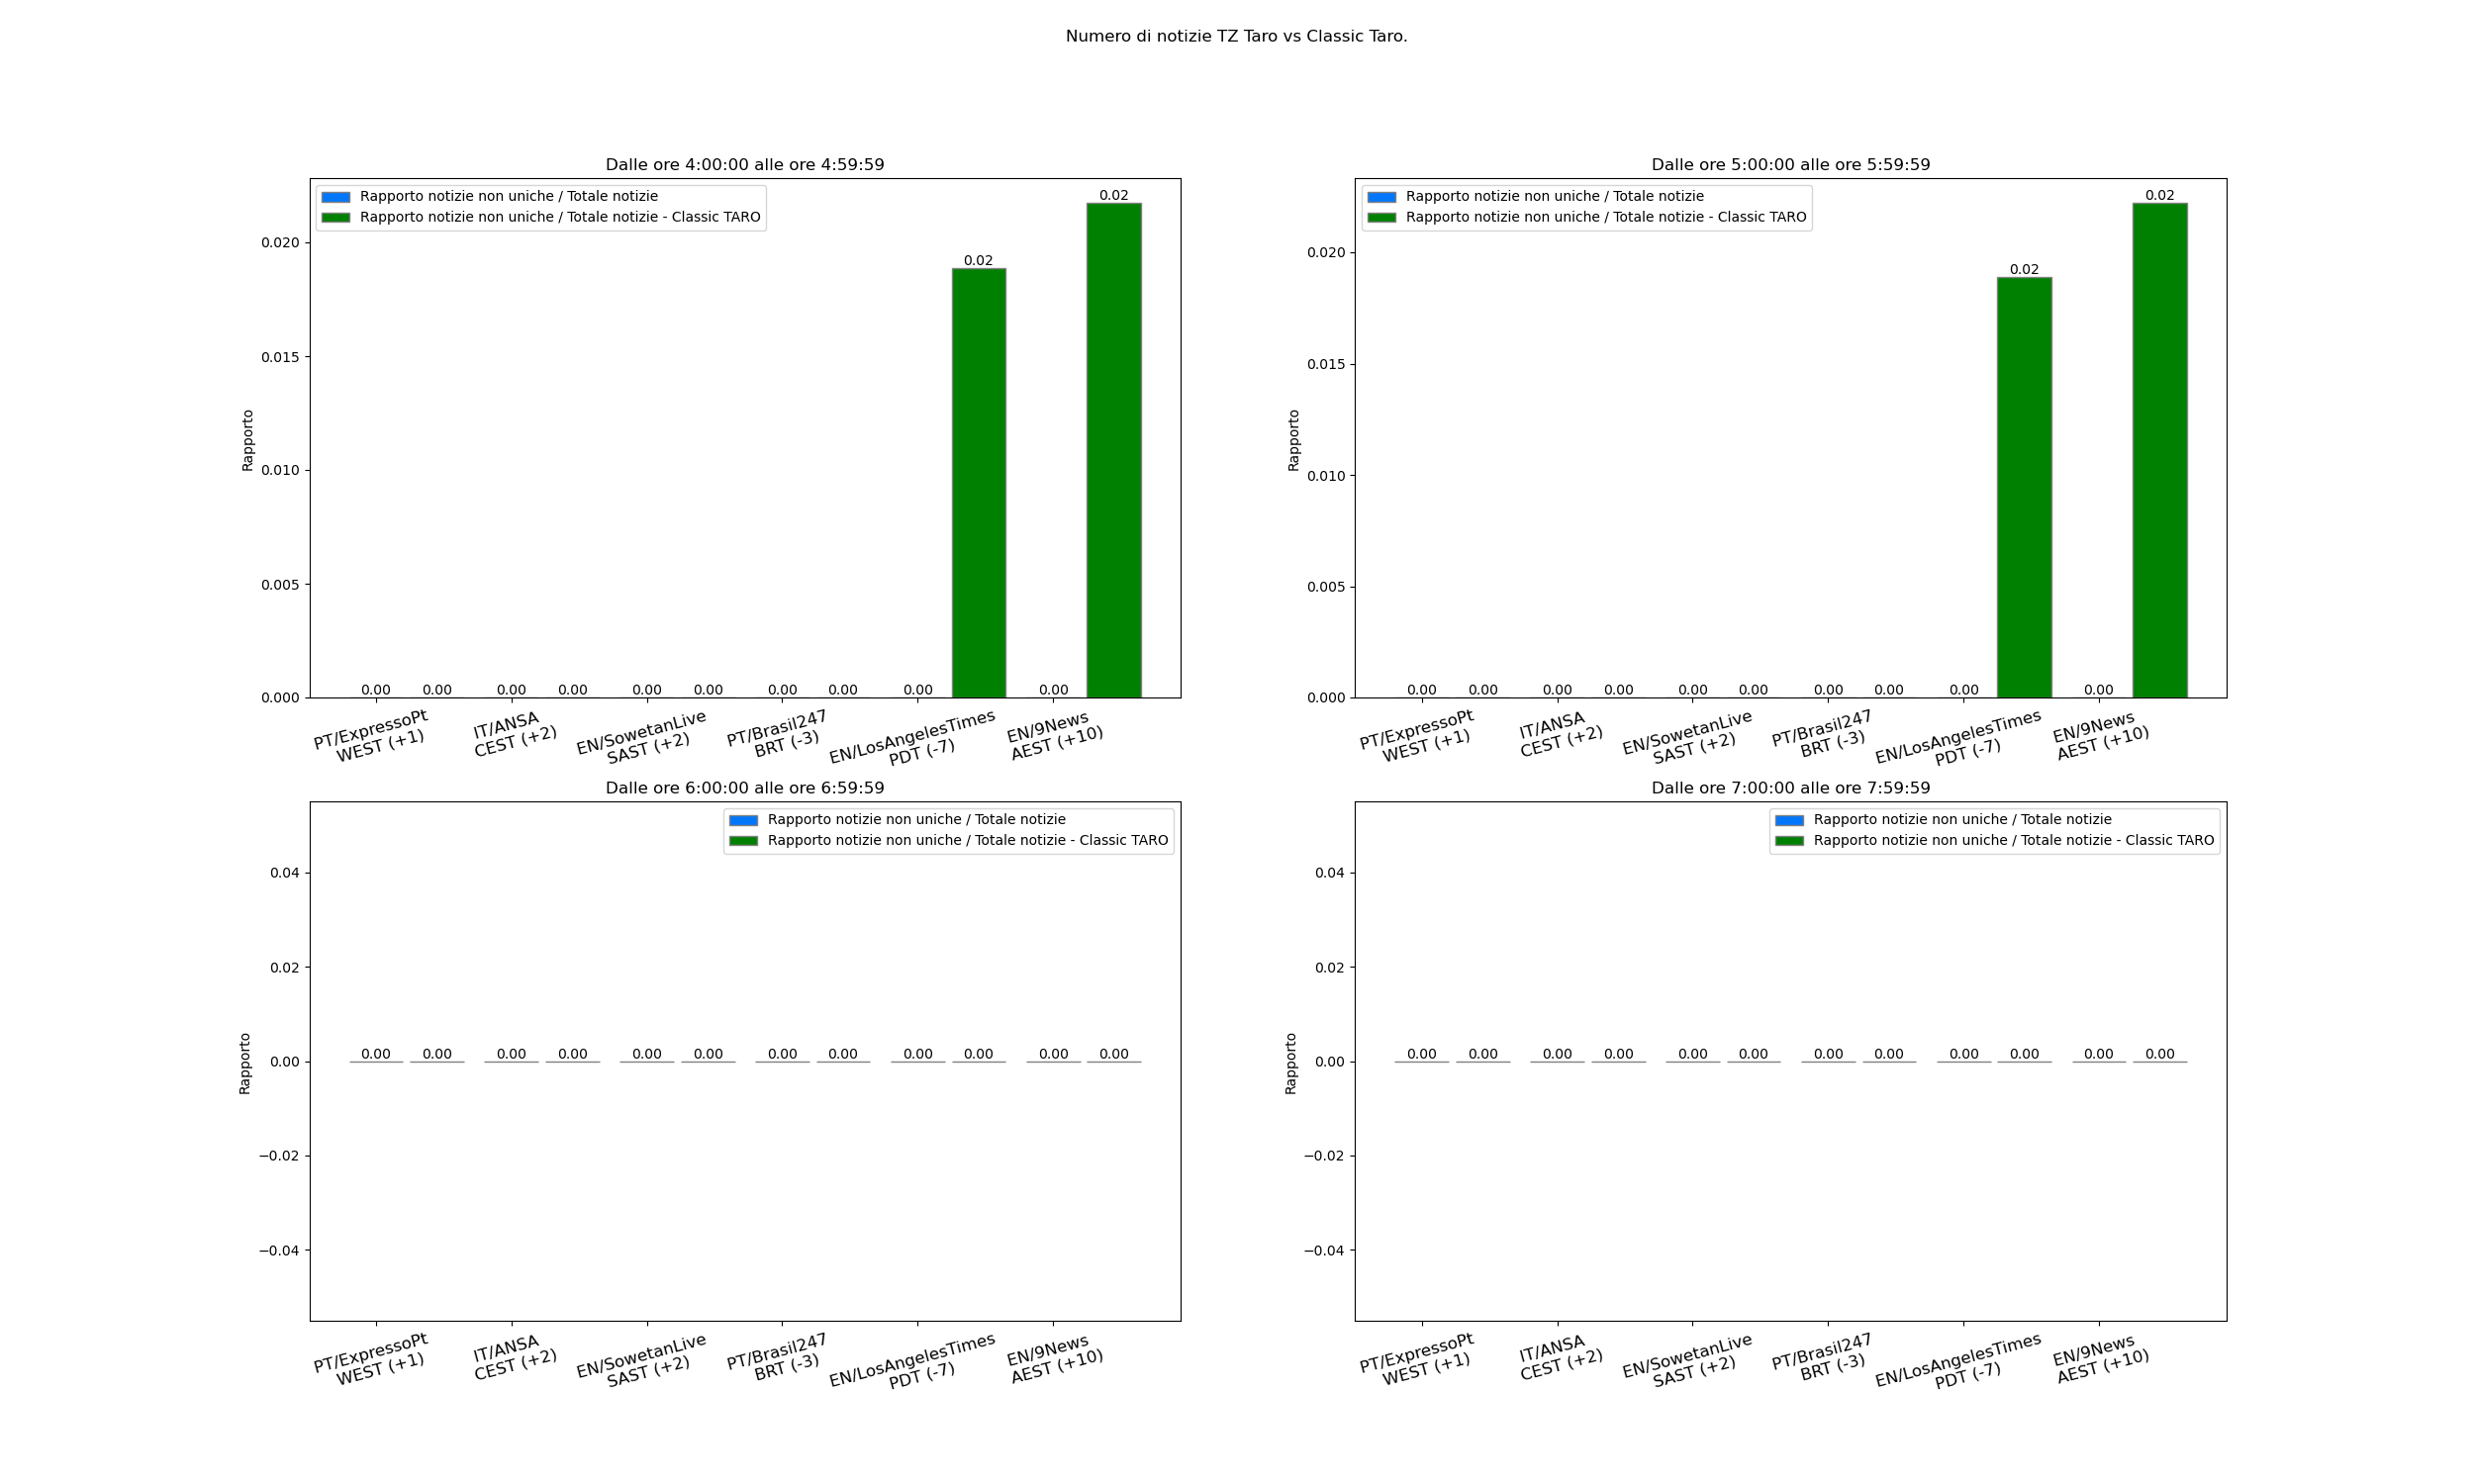 Numero di notizie TZ Taro vs Classic Taro.
Dalle ore 4:00:00 alle ore 4:59:59
Rapporto notizie non uniche / Totale notizie
Rapporto notizie non uniche / Totale notizie - Classic TARO
Rapporto
0.020
0.015
0.010
0.005
0.000
0.00 0.00 0.00 0.00 0.00 0.00 0.00 0.00 0.00 0.02 0.00 0.02
PT/ExpressoPt
WEST (+1)
IT/ANSA
CEST (+2)
EN/SowetanLive
SAST (+2)
PT/Brasil247
BRT (-3)
EN/LosAngelesTimes
PDT (-7)
EN/9News
AEST (+10)
Dalle ore 5:00:00 alle ore 5:59:59
Rapporto notizie non uniche / Totale notizie
Rapporto notizie non uniche / Totale notizie - Classic TARO
Rapporto
0.020
0.015
0.010
0.005
0.000
0.00 0.00 0.00 0.00 0.00 0.00 0.00 0.00 0.00 0.02 0.00 0.02
PT/ExpressoPt
WEST (+1)
IT/ANSA
CEST (+2)
EN/SowetanLive
SAST (+2)
PT/Brasil247
BRT (-3)
EN/LosAngelesTimes
PDT (-7)
EN/9News
AEST (+10)
Dalle ore 6:00:00 alle ore 6:59:59
Rapporto notizie non uniche / Totale notizie
Rapporto notizie non uniche / Totale notizie - Classic TARO
Rapporto
0.04
0.02
0.00
−0.02
−0.04
0.00 0.00 0.00 0.00 0.00 0.00 0.00 0.00 0.00 0.00 0.00 0.00
PT/ExpressoPt
WEST (+1)
IT/ANSA
CEST (+2)
EN/SowetanLive
SAST (+2)
PT/Brasil247
BRT (-3)
EN/LosAngelesTimes
PDT (-7)
EN/9News
AEST (+10)
Dalle ore 7:00:00 alle ore 7:59:59
Rapporto notizie non uniche / Totale notizie
Rapporto notizie non uniche / Totale notizie - Classic TARO
Rapporto
0.04
0.02
0.00
−0.02
−0.04
0.00 0.00 0.00 0.00 0.00 0.00 0.00 0.00 0.00 0.00 0.00 0.00
PT/ExpressoPt
WEST (+1)
IT/ANSA
CEST (+2)
EN/SowetanLive
SAST (+2)
PT/Brasil247
BRT (-3)
EN/LosAngelesTimes
PDT (-7)
EN/9News
AEST (+10)